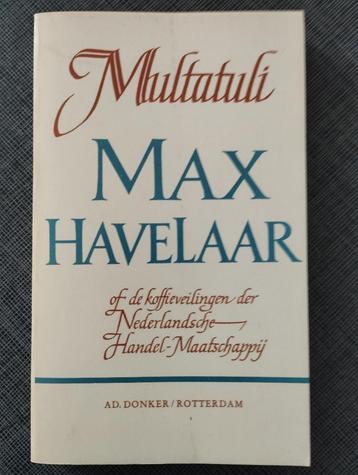 Multatuli
MAX
HAVELAAR
of de koffieveilingen der
Nederlandsche
Handel-Maatschappij
AD. DONKER/ROTTERDAM